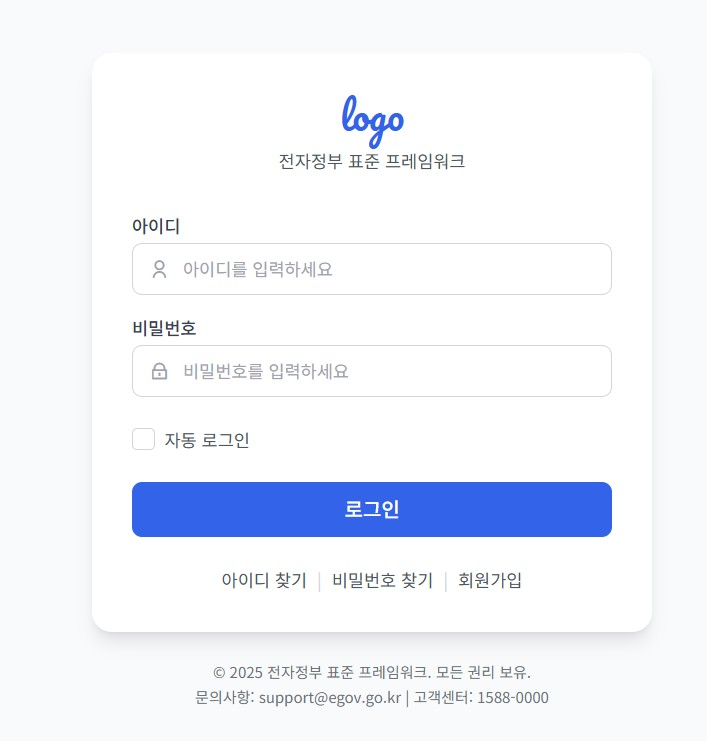 logo
전자정부 표준 프레임워크
아이디
아이디를 입력하세요
비밀번호
비밀번호를 입력하세요
자동 로그인
로그인
아이디 찾기 | 비밀번호 찾기 | 회원가입
© 2025 전자정부 표준 프레임워크. 모든 권리 보유.
문의사항: support@egov.go.kr | 고객센터: 1588-0000